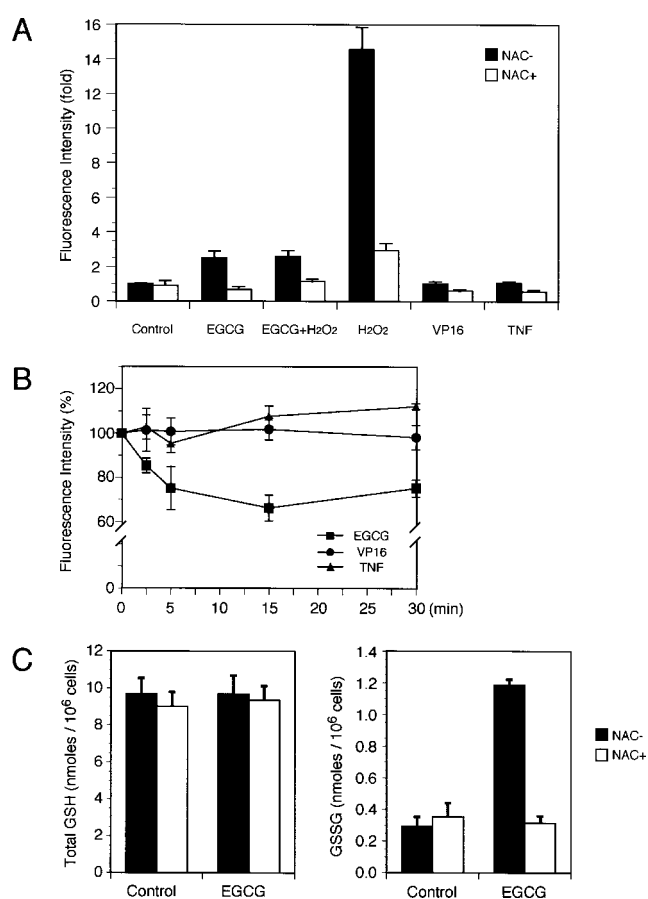 A
Fluorescence Intensity (fold)
16
14
12
10
8
6
4
2
0
NAC-
NAC+
Control
EGCG
EGCG+H2O2
H2O2
VP16
TNF
B
Fluorescence Intensity (%)
120
100
80
60
0
EGCG
VP16
TNF
0 5 10 15 20 25 30 (min)
C
Total GSH (nmoles / 10⁶ cells)
12
10
8
6
4
2
0
Control
EGCG
GSSG (nmoles / 10⁶ cells)
1.4
1.2
1.0
0.8
0.6
0.4
0.2
0
Control
EGCG
NAC-
NAC+